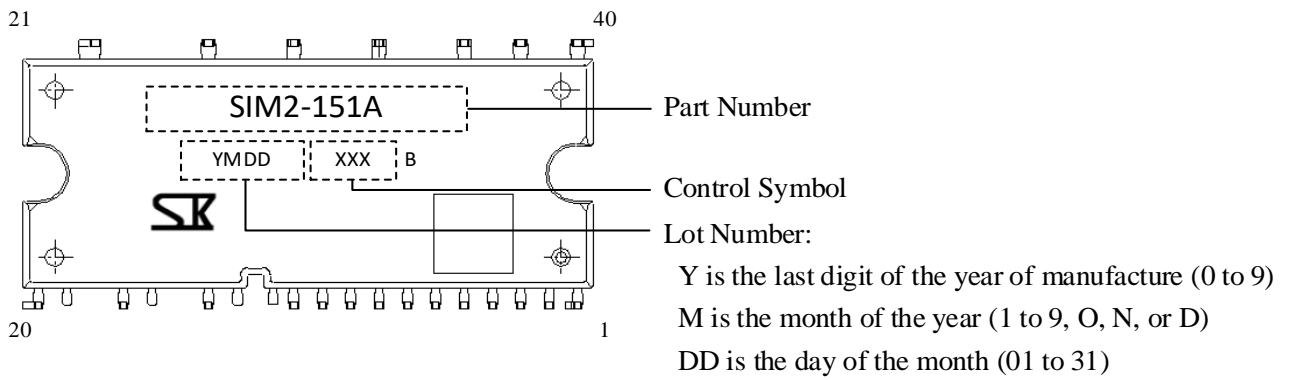 21 40
SIM2-151A
Part Number
YMDD XXX B
Control Symbol
SK
Lot Number:
Y is the last digit of the year of manufacture (0 to 9)
M is the month of the year (1 to 9, O, N, or D)
DD is the day of the month (01 to 31)
20 1